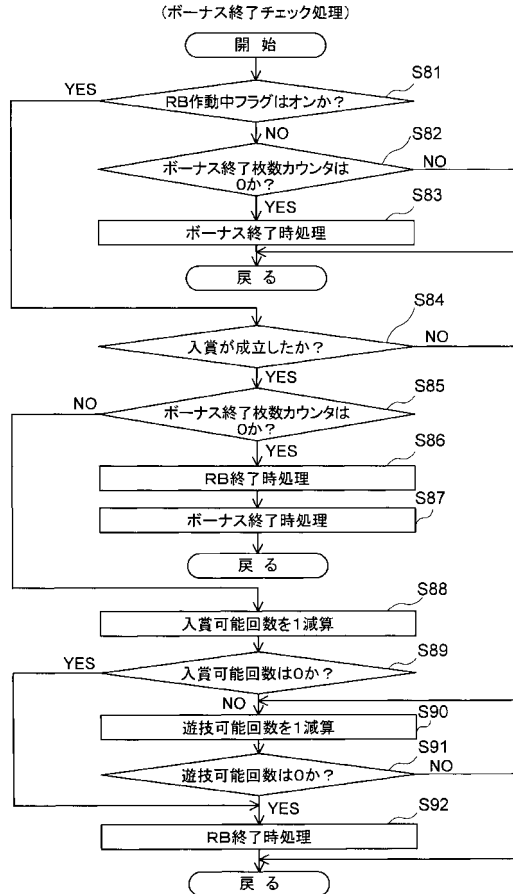 (ボーナス終了チェック処理)
開 始
S81
YES
RB作動中フラグはオンか？
NO
S82
ボーナス終了枚数カウンタは
0か？
NO
YES
S83
ボーナス終了時処理
戻 る
S84
入賞が成立したか？
NO
YES
S85
NO
ボーナス終了枚数カウンタは
0か？
YES
S86
RB終了時処理
S87
ボーナス終了時処理
戻 る
S88
入賞可能回数を1減算
S89
YES
入賞可能回数は0か？
NO
S90
遊技可能回数を1減算
S91
遊技可能回数は0か？
NO
YES
S92
RB終了時処理
戻 る